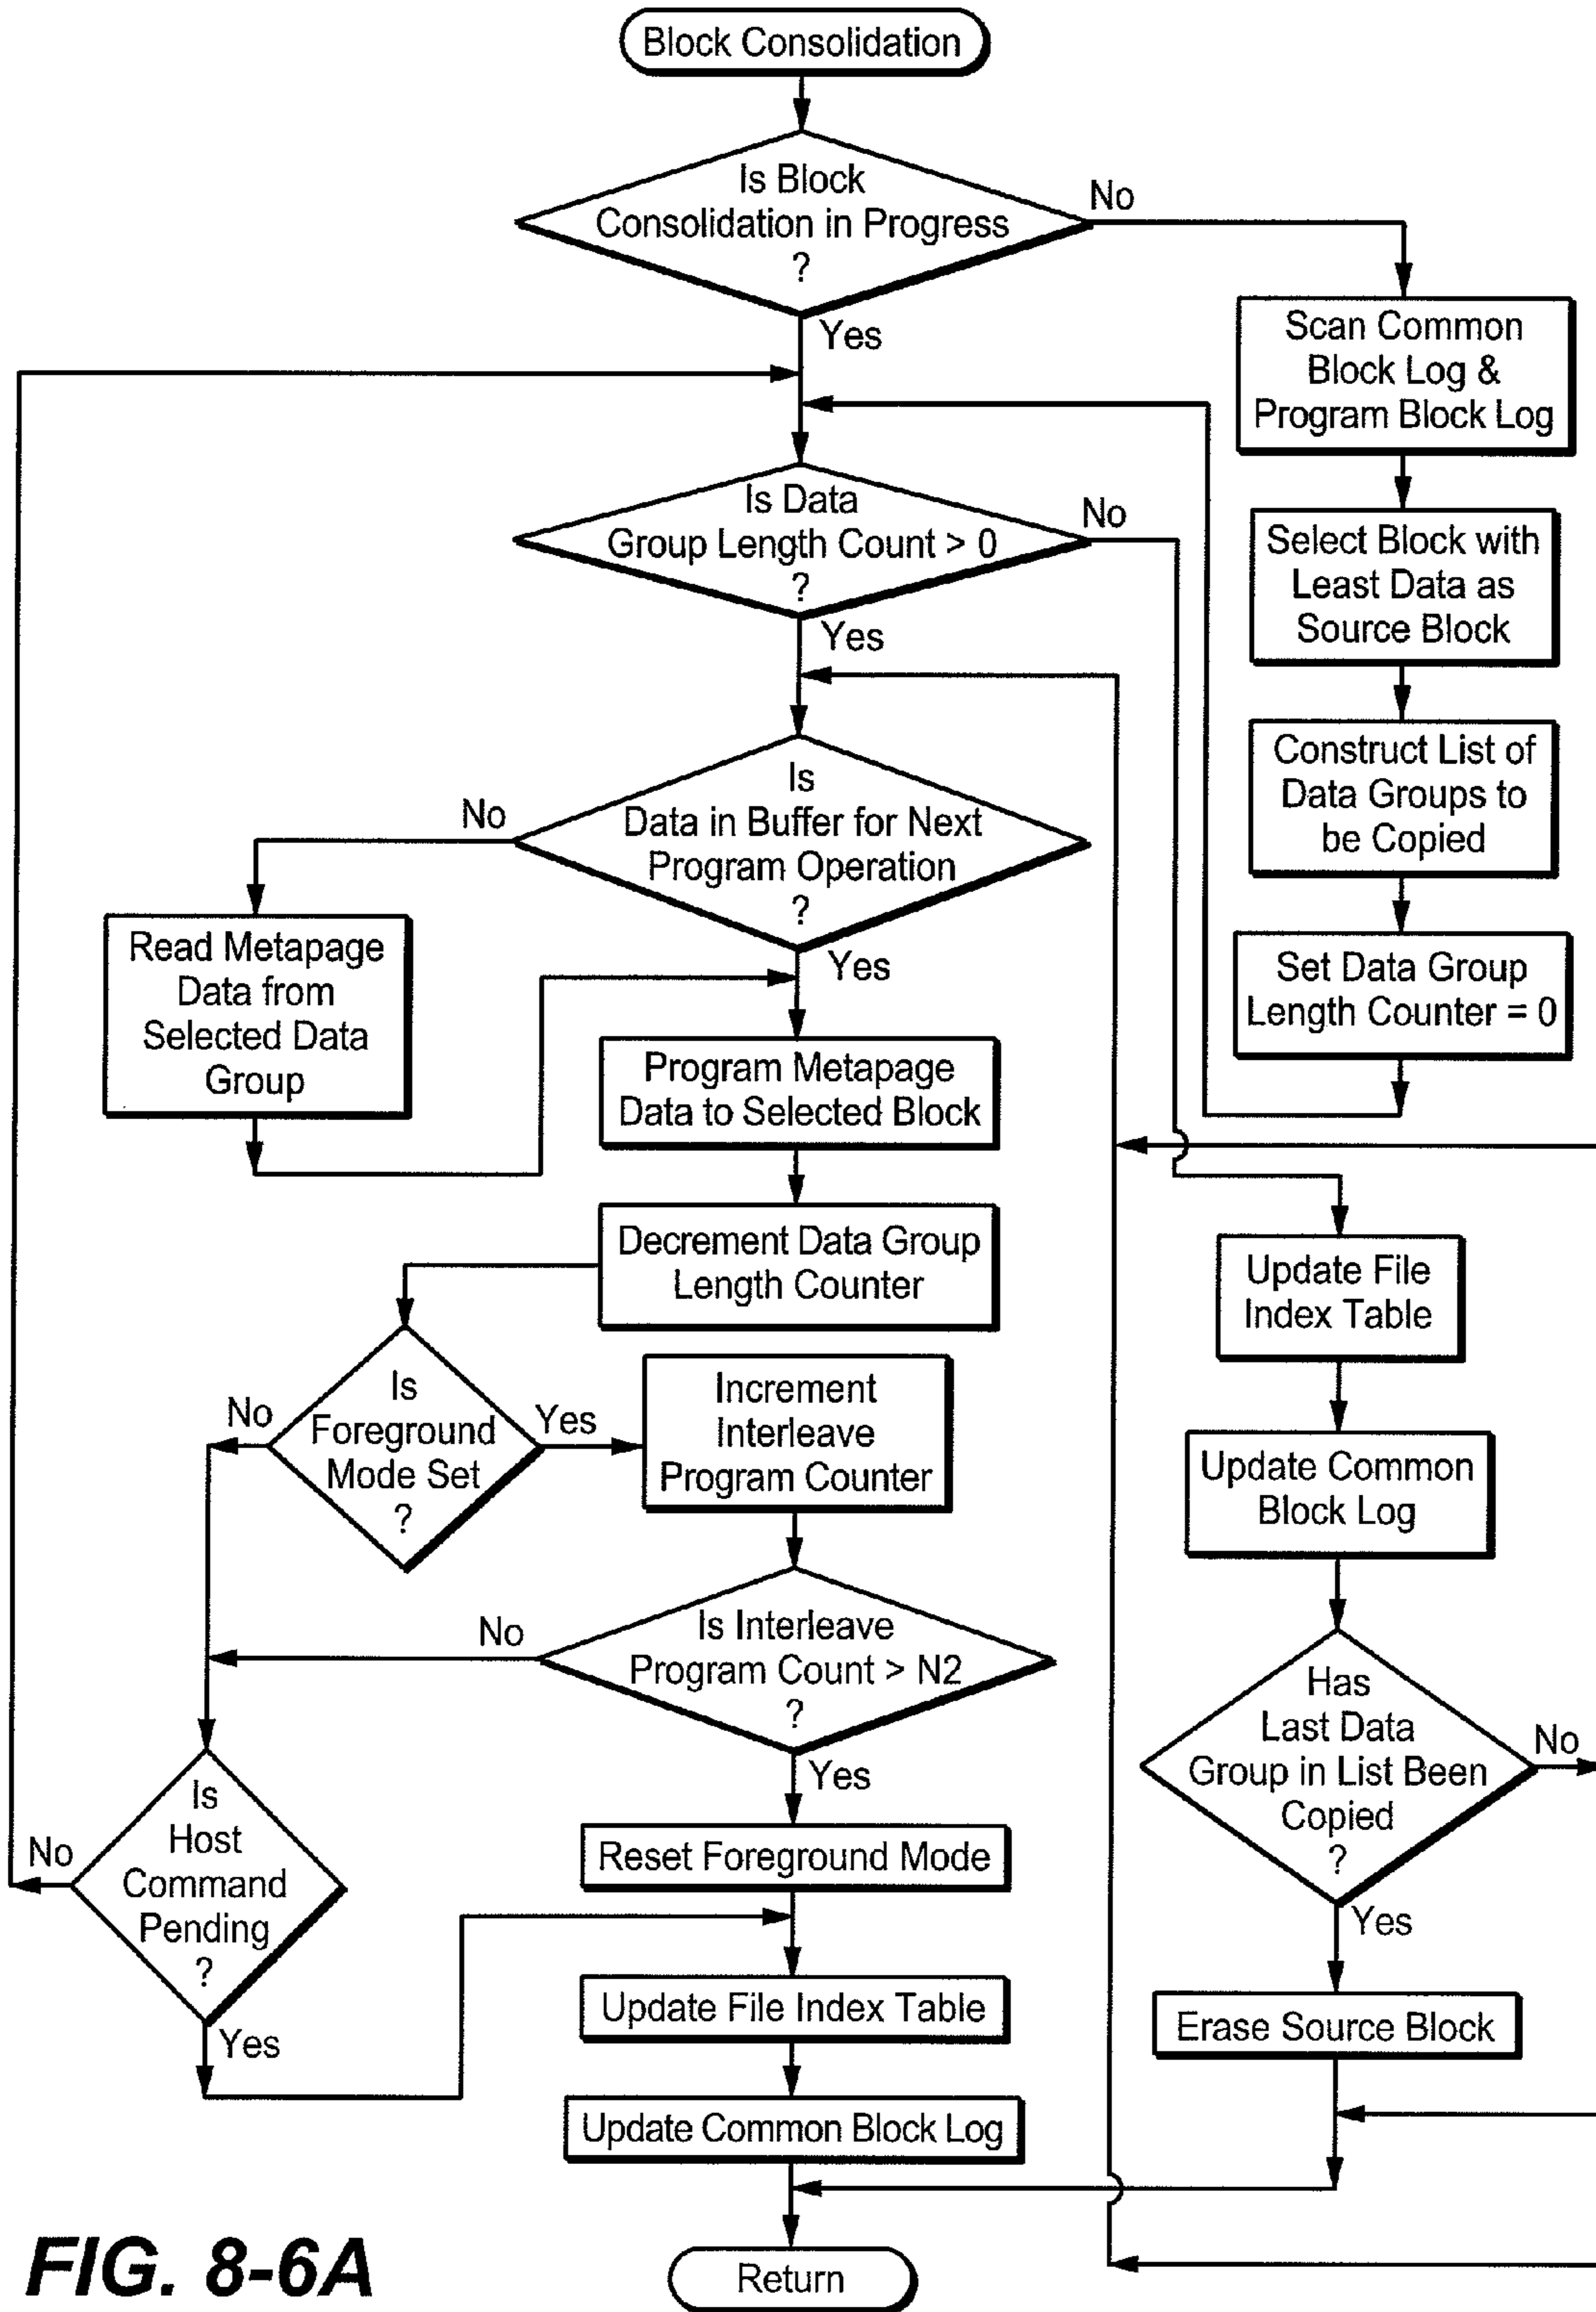 Block Consolidation
Is Block
Consolidation in Progress
?
No
Yes
Scan Common
Block Log &
Program Block Log
Is Data
Group Length Count > 0
?
No
Yes
Select Block with
Least Data as
Source Block
Is
Data in Buffer for Next
Program Operation
?
No
Yes
Construct List of
Data Groups to
be Copied
Read Metapage
Data from
Selected Data
Group
Set Data Group
Length Counter = 0
Program Metapage
Data to Selected Block
Decrement Data Group
Length Counter
Update File
Index Table
Is
Foreground
Mode Set
?
No
Yes
Increment
Interleave
Program Counter
Update Common
Block Log
Is Interleave
Program Count > N2
?
No
Yes
Has
Last Data
Group in List Been
Copied
?
No
Yes
Is
Host
Command
Pending
?
No
Yes
Reset Foreground Mode
Update File Index Table
Erase Source Block
Update Common Block Log
Return
FIG. 8-6A